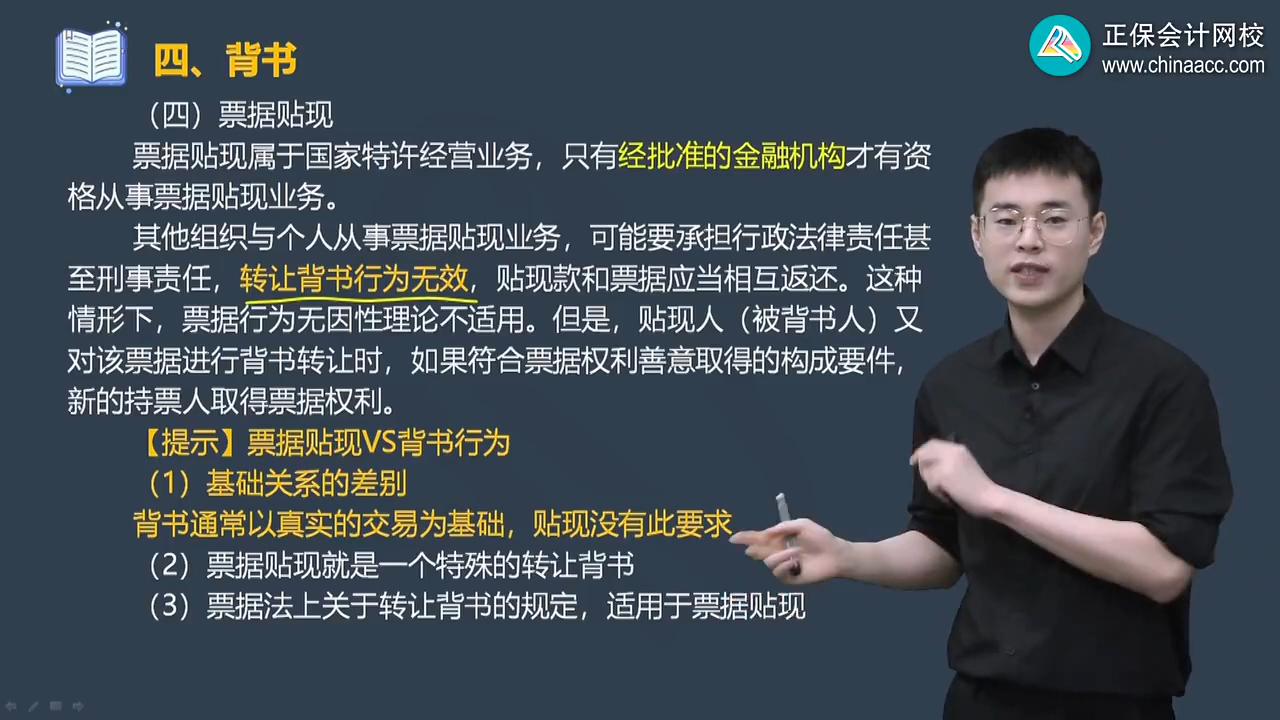 正保会计网校
www.chinaacc.com
四、背书
（四）票据贴现
票据贴现属于国家特许经营业务，只有经批准的金融机构才有资
格从事票据贴现业务。
其他组织与个人从事票据贴现业务，可能要承担行政法律责任甚
至刑事责任，转让背书行为无效，贴现款和票据应当相互返还。这种
情形下，票据行为无因性理论不适用。但是，贴现人（被背书人）又
对该票据进行背书转让时，如果符合票据权利善意取得的构成要件，
新的持票人取得票据权利。
【提示】票据贴现VS背书行为
（1）基础关系的差别
背书通常以真实的交易为基础，贴现没有此要求
（2）票据贴现就是一个特殊的转让背书
（3）票据法上关于转让背书的规定，适用于票据贴现